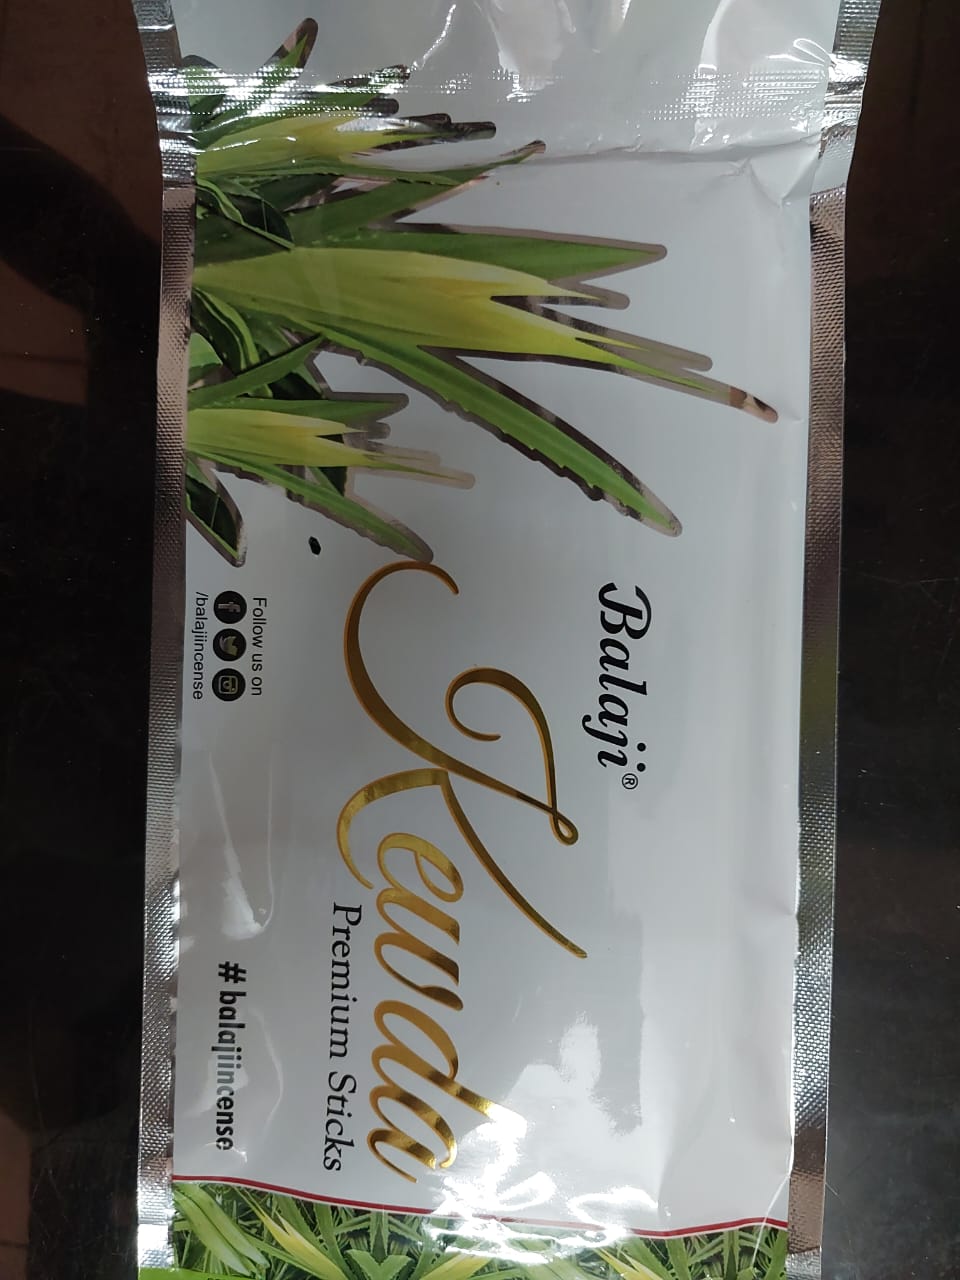 Balaji®
Kewda
Premium Sticks
Follow us on
/balajiincense
#balajiincense